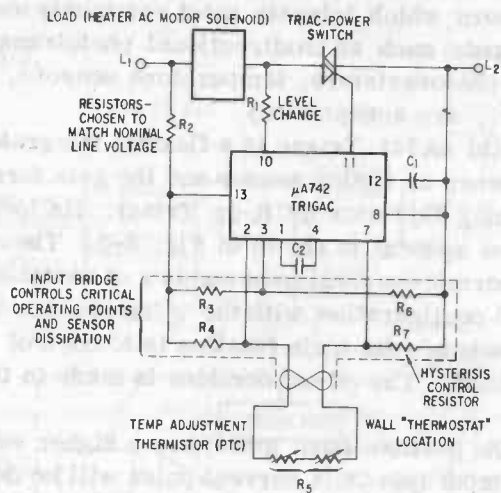 LOAD (HEATER AC MOTOR SOLENOID)
TRIAC-POWER
SWITCH
L1
L2
RESISTORS-
CHOSEN TO
MATCH NOMINAL
LINE VOLTAGE
R2
R1
LEVEL
CHANGE
10
11
13
μA742
TRIGAC
12
C1
8
2
3
1
4
7
C2
INPUT BRIDGE
CONTROLS CRITICAL
OPERATING POINTS
AND SENSOR
DISSIPATION
R3
R4
R6
R7
HYSTERISIS
CONTROL
RESISTOR
TEMP ADJUSTMENT
THERMISTOR (PTC)
WALL "THERMOSTAT"
LOCATION
R5